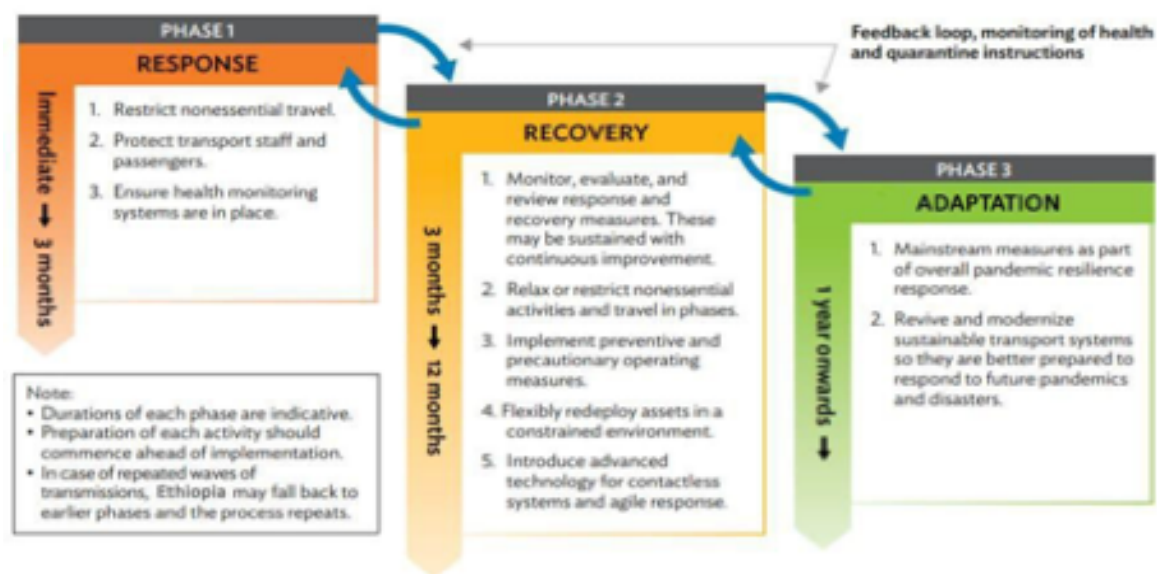 PHASE 1
RESPONSE
Immediate → 3 months
1. Restrict nonessential travel.
2. Protect transport staff and
passengers.
3. Ensure health monitoring
systems are in place.
Feedback loop, monitoring of health
and quarantine instructions
PHASE 2
RECOVERY
3 months → 12 months
1. Monitor, evaluate, and
review response and
recovery measures. These
may be sustained with
continuous improvement.
2. Relax or restrict nonessential
activities and travel in phases.
3. Implement preventive and
precautionary operating
measures.
4. Flexibly redeploy assets in a
constrained environment.
5. Introduce advanced
technology for contactless
systems and agile response.
PHASE 3
ADAPTATION
1 year onwards →
1. Mainstream measures as part
of overall pandemic resilience
response.
2. Revive and modernize
sustainable transport systems
so they are better prepared to
respond to future pandemics
and disasters.
Note:
• Durations of each phase are indicative.
• Preparation of each activity should
commence ahead of implementation.
• In case of repeated waves of
transmissions, Ethiopia may fall back to
earlier phases and the process repeats.